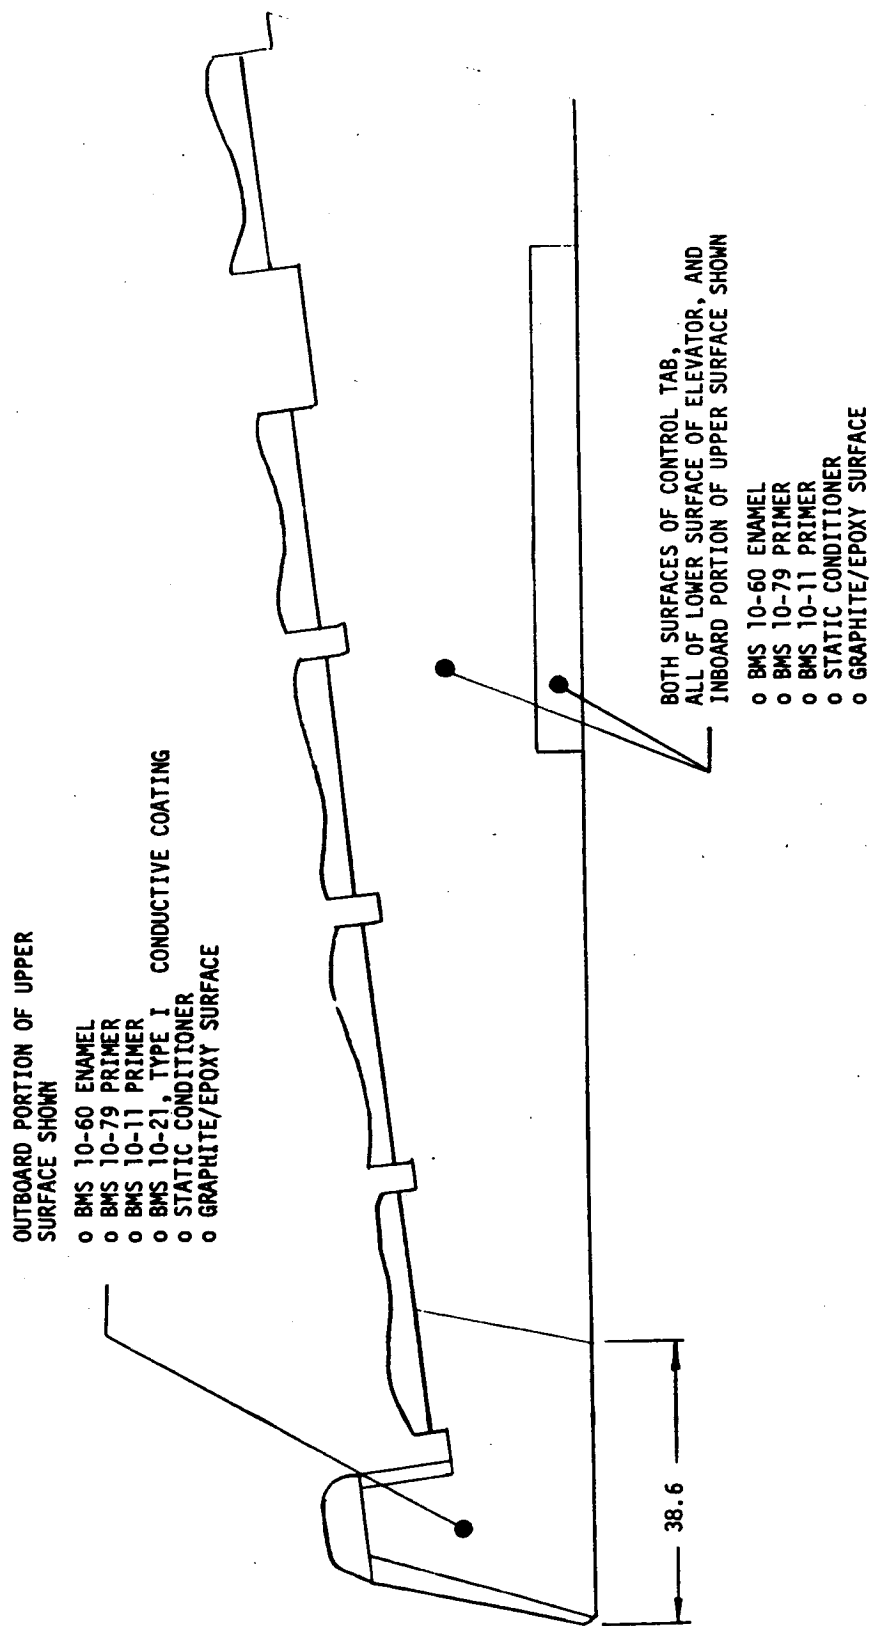 OUTBOARD PORTION OF UPPER
SURFACE SHOWN
o BMS 10-60 ENAMEL
o BMS 10-79 PRIMER
o BMS 10-11 PRIMER
o BMS 10-21, TYPE I CONDUCTIVE COATING
o STATIC CONDITIONER
o GRAPHITE/EPOXY SURFACE
38.6
BOTH SURFACES OF CONTROL TAB,
ALL OF LOWER SURFACE OF ELEVATOR, AND
INBOARD PORTION OF UPPER SURFACE SHOWN
o BMS 10-60 ENAMEL
o BMS 10-79 PRIMER
o BMS 10-11 PRIMER
o STATIC CONDITIONER
o GRAPHITE/EPOXY SURFACE